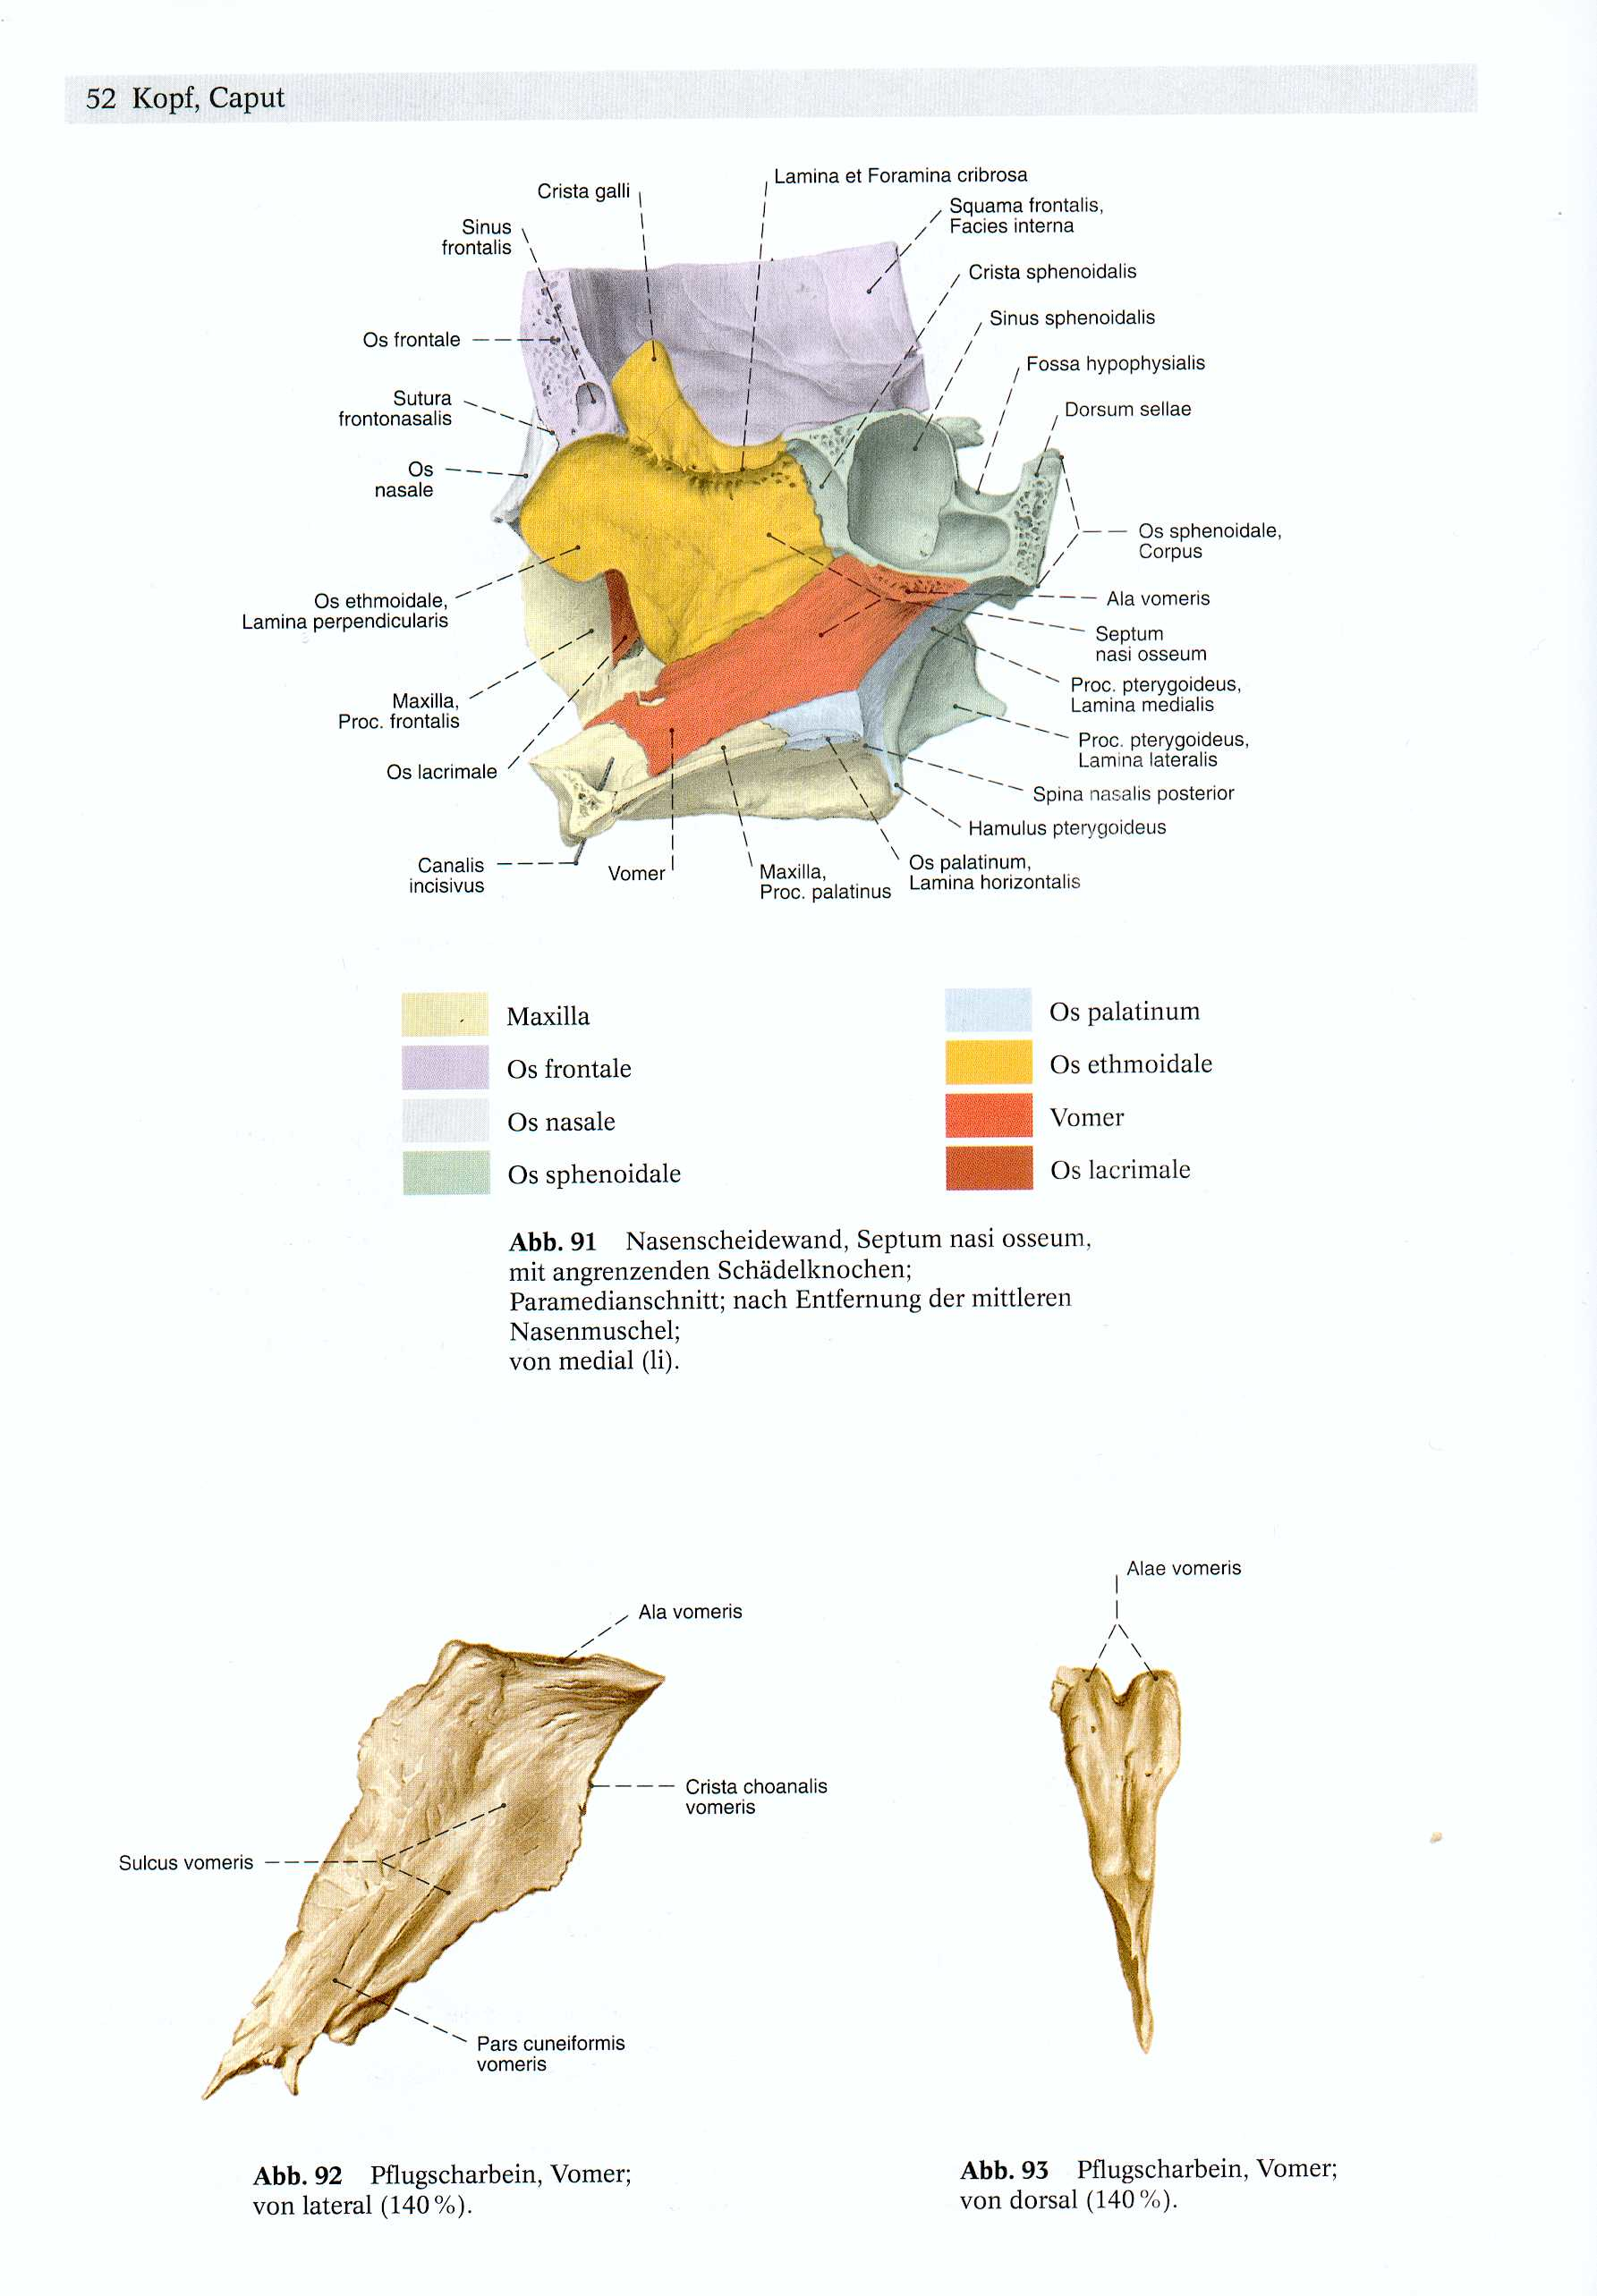 52 Kopf, Caput
Lamina et Foramina cribrosa
Crista galli
Squama frontalis,
Facies interna
Sinus
frontalis
Crista sphenoidalis
Sinus sphenoidalis
Os frontale
Fossa hypophysialis
Sutura
frontonasalis
Dorsum sellae
Os
nasale
Os sphenoidale,
Corpus
Os ethmoidale,
Lamina perpendicularis
Ala vomeris
Septum
nasi osseum
Maxilla,
Proc. frontalis
Proc. pterygoideus,
Lamina medialis
Proc. pterygoideus,
Lamina lateralis
Os lacrimale
Spina nasalis posterior
Hamulus pterygoideus
Canalis
incisivus
Vomer
Maxilla,
Proc. palatinus
Os palatinum,
Lamina horizontalis
Maxilla
Os frontale
Os nasale
Os sphenoidale
Os palatinum
Os ethmoidale
Vomer
Os lacrimale
Abb. 91 Nasenscheidewand, Septum nasi osseum,
mit angrenzenden Schädelknochen;
Paramedianschnitt; nach Entfernung der mittleren
Nasenmuschel;
von medial (li).
Ala vomeris
Crista choanalis
vomeris
Sulcus vomeris
Pars cuneiformis
vomeris
Abb. 92 Pflugscharbein, Vomer;
von lateral (140 %).
Alae vomeris
Abb. 93 Pflugscharbein, Vomer;
von dorsal (140 %).